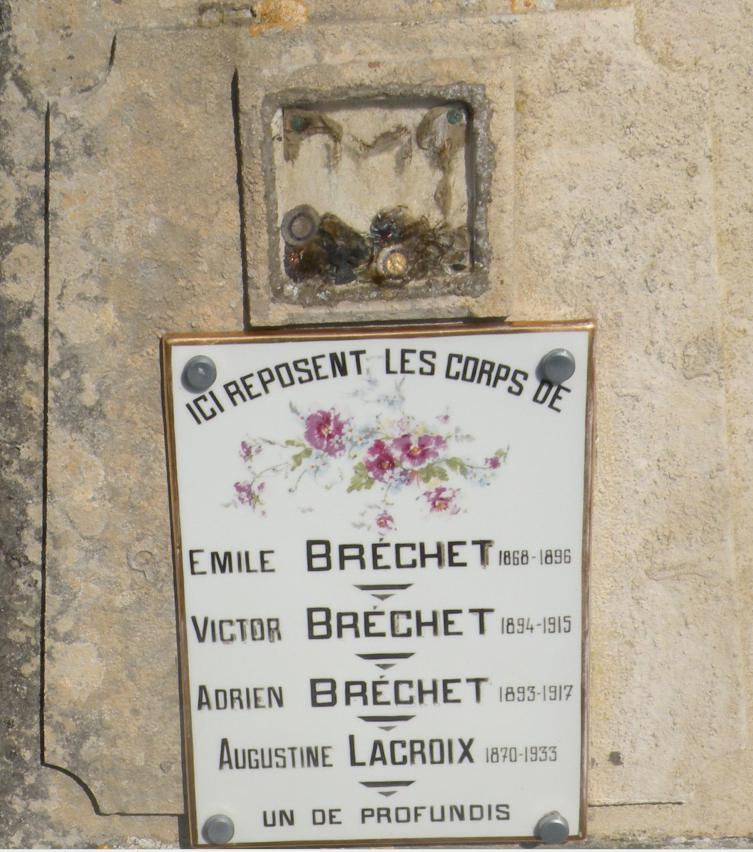 ICI REPOSENT LES CORPS DE
EMILE BRÉCHET 1868-1896
VICTOR BRÉCHET 1894-1915
ADRIEN BRÉCHET 1893-1917
AUGUSTINE LACROIX 1870-1933
UN DE PROFUNDIS